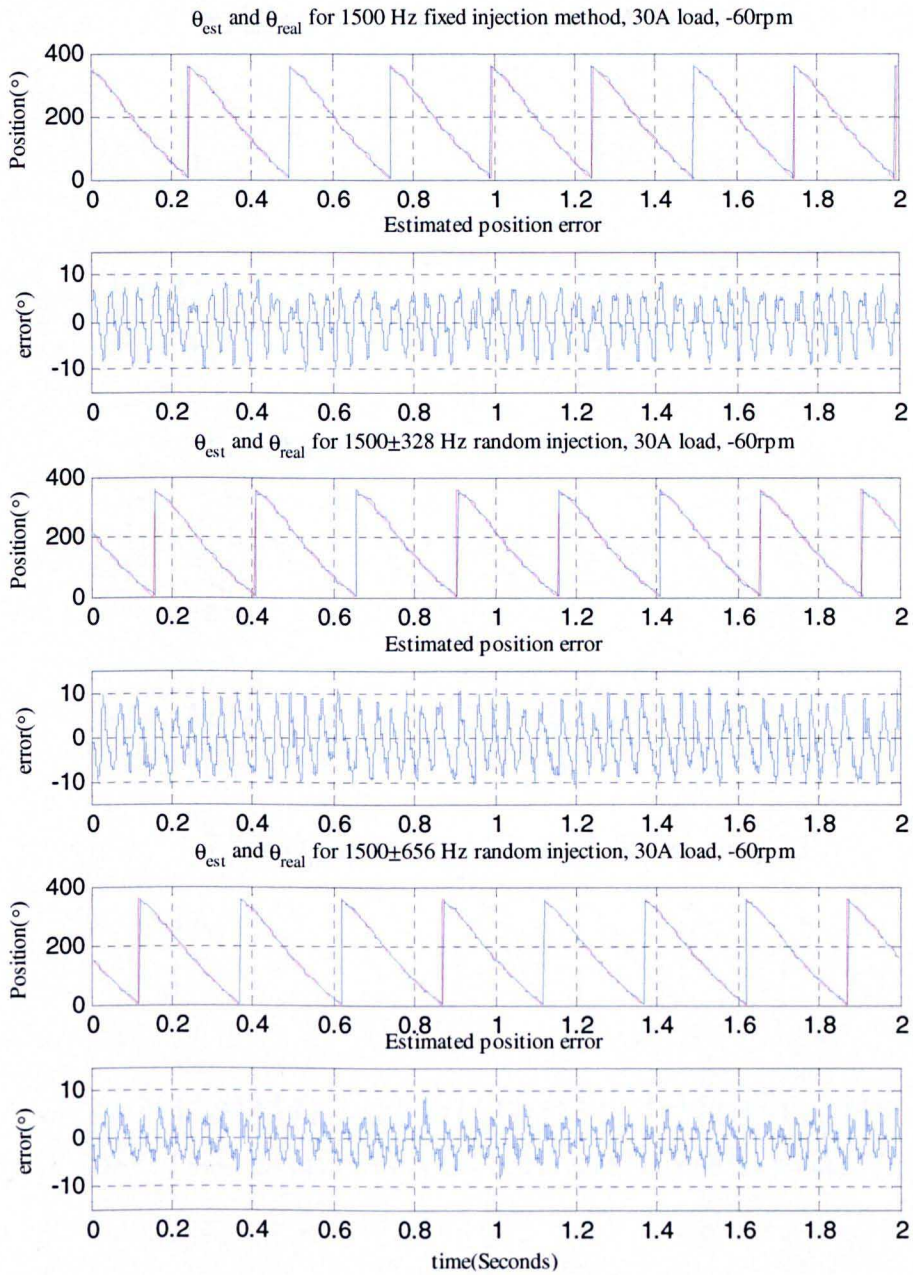 θest and θreal for 1500 Hz fixed injection method, 30A load, -60rpm
Position(°)
400
200
0
0 0.2 0.4 0.6 0.8 1 1.2 1.4 1.6 1.8 2
Estimated position error
error(°)
10
0
-10
0 0.2 0.4 0.6 0.8 1 1.2 1.4 1.6 1.8 2
θest and θreal for 1500±328 Hz random injection, 30A load, -60rpm
Position(°)
400
200
0
0 0.2 0.4 0.6 0.8 1 1.2 1.4 1.6 1.8 2
Estimated position error
error(°)
10
0
-10
0 0.2 0.4 0.6 0.8 1 1.2 1.4 1.6 1.8 2
θest and θreal for 1500±656 Hz random injection, 30A load, -60rpm
Position(°)
400
200
0
0 0.2 0.4 0.6 0.8 1 1.2 1.4 1.6 1.8 2
Estimated position error
error(°)
10
0
-10
0 0.2 0.4 0.6 0.8 1 1.2 1.4 1.6 1.8 2
time(Seconds)